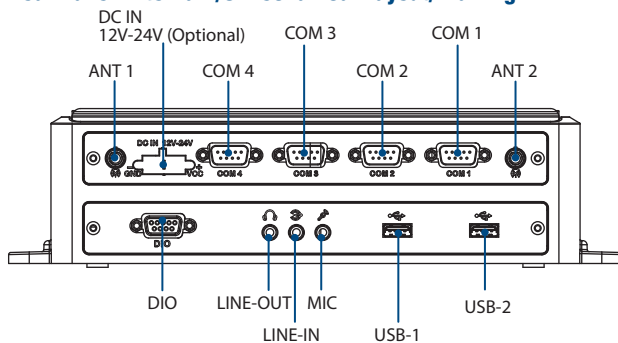 DC IN
12V-24V (Optional)
COM 3
COM 1
ANT 1
COM 4
COM 2
ANT 2
DC IN 12V-24V
GND
VCC
COM 4
COM 3
COM 2
COM 1
DIO
DIO
LINE-OUT
MIC
USB-2
LINE-IN
USB-1